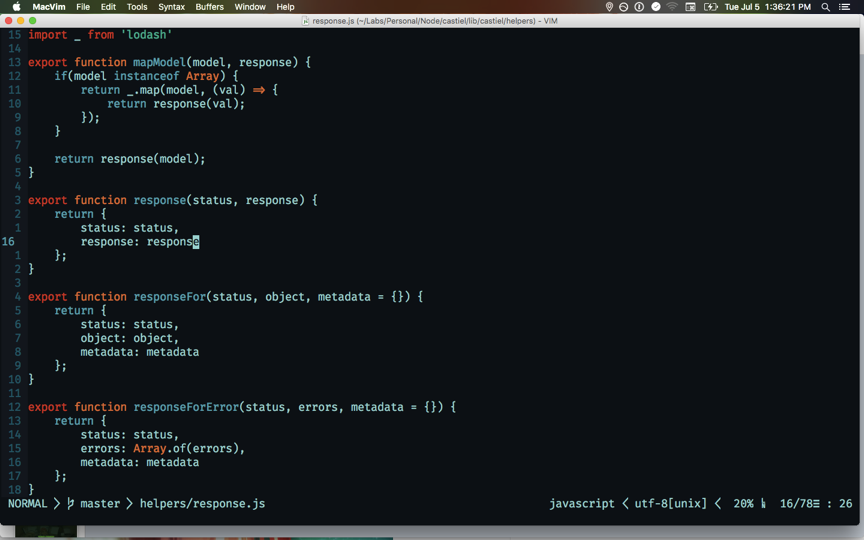 MacVim File Edit Tools Syntax Buffers Window Help Tue Jul 5 1:36:21 PM
response.js (~/Labs/Personal/Node/castiel/lib/castiel/helpers) - VIM
15 import _ from 'lodash'
14
13 export function mapModel(model, response) {
12     if(model instanceof Array) {
11         return _.map(model, (val) => {
10             return response(val);
9         });
8     }
7
6     return response(model);
5 }
4
3 export function response(status, response) {
2     return {
1         status: status,
16         response: response
1     };
2 }
3
4 export function responseFor(status, object, metadata = {}) {
5     return {
6         status: status,
7         object: object,
8         metadata: metadata
9     };
10 }
11
12 export function responseForError(status, errors, metadata = {}) {
13     return {
14         status: status,
15         errors: Array.of(errors),
16         metadata: metadata
17     };
18 }
NORMAL > master > helpers/response.js javascript < utf-8[unix] < 20% 16/78≡ : 26